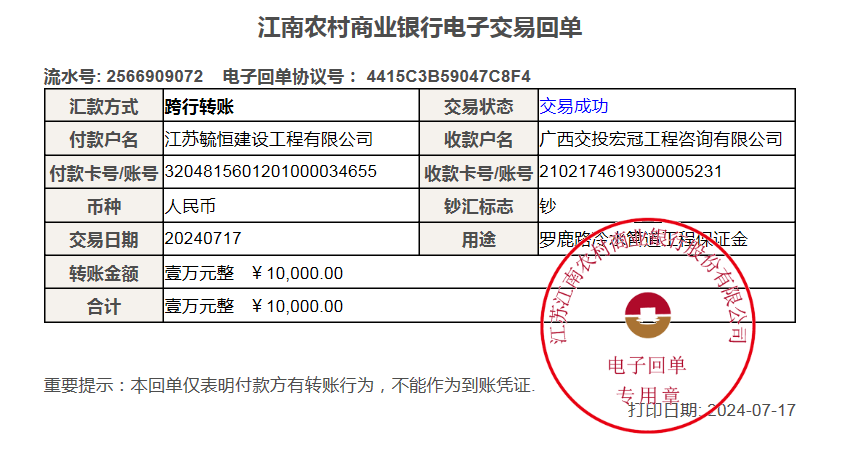 江南农村商业银行电子交易回单
流水号: 2566909072 电子回单协议号： 4415C3B59047C8F4
汇款方式 跨行转账 交易状态 交易成功
付款户名 江苏毓恒建设工程有限公司 收款户名 广西交投宏冠工程咨询有限公司
付款卡号/账号 3204815601201000034655 收款卡号/账号 2102174619300005231
币种 人民币 钞汇标志 钞
交易日期 20240717 用途 罗鹿路冷水管道工程保证金
转账金额 壹万元整 ￥10,000.00
合计 壹万元整 ￥10,000.00
江苏江南农村商业银行股份有限公司
电子回单
专用章
重要提示：本回单仅表明付款方有转账行为，不能作为到账凭证.
打印日期: 2024-07-17